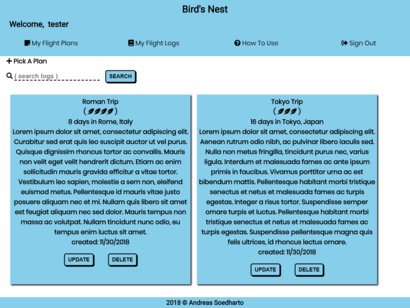 Bird's Nest
Welcome, tester
My Flight Plans
My Flight Logs
How To Use
Sign Out
Pick A Plan
( search logs )
SEARCH
Roman Trip
8 days in Rome, Italy
Lorem ipsum dolor sit amet, consectetur adipiscing elit.
Curabitur sed erat quis leo suscipit auctor ut vel purus.
Quisque dignissim rhoncus tortor ac convallis. Mauris
non velit eget velit hendrerit dictum. Etiam ac enim
sollicitudin mauris gravida efficitur a vitae tortor.
Vestibulum leo sapien, molestie a sem non, eleifend
euismod metus. Pellentesque id mauris vitae justo
posuere aliquam nec et mi. Nullam quis libero sit amet
est feugiat aliquam nec sed dolor. Mauris tempus non
massa ac volutpat. Nullam tincidunt nunc odio, eu
tempus enim luctus sit amet.
created: 11/30/2018
UPDATE
DELETE
Tokyo Trip
16 days in Tokyo, Japan
Lorem ipsum dolor sit amet, consectetur adipiscing elit.
Aenean rutrum odio nibh, ac pulvinar libero iaculis sed.
Nulla non metus fringilla, tincidunt purus nec, varius
ligula. Interdum et malesuada fames ac ante ipsum
primis in faucibus. Vivamus porttitor urna ac est
bibendum mattis. Pellentesque habitant morbi tristique
senectus et netus et malesuada fames ac turpis
egestas. Integer a risus tortor. Suspendisse semper
ornare turpis et luctus. Pellentesque habitant morbi
tristique senectus et netus et malesuada fames ac
turpis egestas. Suspendisse pellentesque magna quis
felis ultrices, id rhoncus lectus ornare.
created: 11/30/2018
UPDATE
DELETE
2018 © Andreas Soedharto